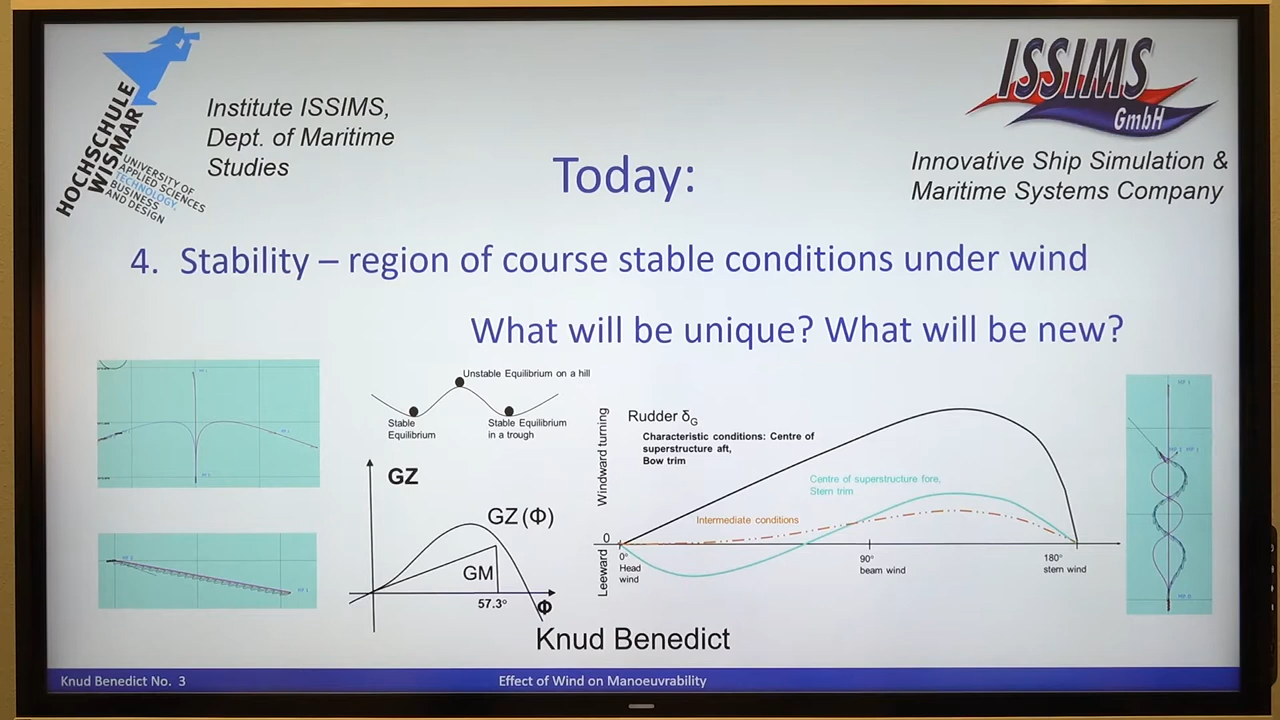 HOCHSCHULE
WISMAR
UNIVERSITY OF
APPLIED SCIENCES
TECHNOLOGY,
BUSINESS
AND DESIGN
Institute ISSIMS,
Dept. of Maritime
Studies
ISSIMS
GmbH
Innovative Ship Simulation &
Maritime Systems Company
Today:
4. Stability – region of course stable conditions under wind
What will be unique? What will be new?
Unstable Equilibrium on a hill
Stable
Equilibrium
Stable Equilibrium
in a trough
GZ
GZ (Φ)
GM
57.3°
Φ
Windward turning
0
Leeward
Rudder δG
Characteristic conditions: Centre of
superstructure aft,
Bow trim
Centre of superstructure fore,
Stern trim
Intermediate conditions
0°
Head
wind
90°
beam wind
180°
stern wind
Knud Benedict
Knud Benedict No. 3
Effect of Wind on Manoeuvrability